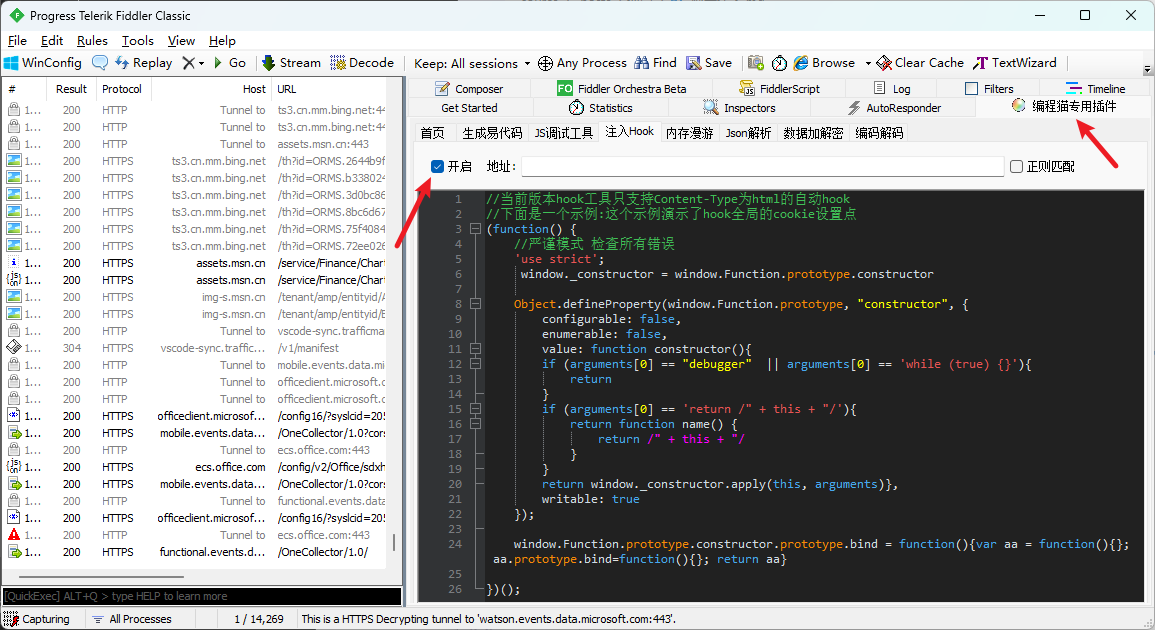 Progress Telerik Fiddler Classic
File Edit Rules Tools View Help
WinConfig Replay Go Stream Decode Keep: All sessions Any Process Find Save Browse Clear Cache TextWizard
# Result Protocol Host URL
1... 200 HTTP Tunnel to ts3.cn.mm.bing.net:44
1... 200 HTTP Tunnel to ts3.cn.mm.bing.net:44
1... 200 HTTP Tunnel to assets.msn.cn:443
1... 200 HTTPS ts3.cn.mm.bing.net /th?id=ORMS.2644b9f
1... 200 HTTPS ts3.cn.mm.bing.net /th?id=ORMS.b338024
1... 200 HTTPS ts3.cn.mm.bing.net /th?id=ORMS.3d0bc86
1... 200 HTTPS ts3.cn.mm.bing.net /th?id=ORMS.8bc6d67
1... 200 HTTPS ts3.cn.mm.bing.net /th?id=ORMS.75f4084
1... 200 HTTPS ts3.cn.mm.bing.net /th?id=ORMS.72ee026
1... 200 HTTPS assets.msn.cn /service/Finance/Char
1... 200 HTTPS assets.msn.cn /service/Finance/Char
1... 200 HTTPS img-s.msn.cn /tenant/amp/entityid/A
1... 200 HTTPS img-s.msn.cn /tenant/amp/entityid/E
1... 200 HTTP Tunnel to vscode-sync.trafficma
1... 304 HTTPS vscode-sync.traffic... /v1/manifest
1... 200 HTTP Tunnel to mobile.events.data.mi
1... 200 HTTP Tunnel to officeclient.microsoft.c
1... 200 HTTP Tunnel to officeclient.microsoft.c
1... 200 HTTPS officeclient.microsof... /config16/?syslcid=205
1... 200 HTTPS mobile.events.data... /OneCollector/1.0?cors
1... 200 HTTP Tunnel to ecs.office.com:443
1... 200 HTTPS ecs.office.com /config/v2/Office/sdxh
1... 200 HTTPS mobile.events.data... /OneCollector/1.0?cors
1... 200 HTTP Tunnel to functional.events.data
1... 200 HTTPS officeclient.microsof... /config16/?syslcid=205
1... 200 HTTP Tunnel to ecs.office.com:443
1... 200 HTTPS functional.events.d... /OneCollector/1.0/
[QuickExec] ALT+Q > type HELP to learn more
Composer FO Fiddler Orchestra Beta FiddlerScript Log Filters Timeline
Get Started Statistics Inspectors AutoResponder 编程猫专用插件
首页 生成易代码 JS调试工具 注入Hook 内存漫游 Json解析 数据加解密 编码解码
开启 地址: 正则匹配
1 //当前版本hook工具只支持Content-Type为html的自动hook
2 //下面是一个示例:这个示例演示了hook全局的cookie设置点
3 (function() {
4 //严谨模式 检查所有错误
5 'use strict';
6 window._constructor = window.Function.prototype.constructor
7
8 Object.defineProperty(window.Function.prototype, "constructor", {
9 configurable: false,
10 enumerable: false,
11 value: function constructor(){
12 if (arguments[0] == "debugger" || arguments[0] == 'while (true) {}'){
13 return
14 }
15 if (arguments[0] == 'return /" + this + "/'){
16 return function name() {
17 return /" + this + "/
18 }
19 }
20 return window._constructor.apply(this, arguments)},
21 writable: true
22 });
23
24 window.Function.prototype.constructor.prototype.bind = function(){var aa = function(){};
aa.prototype.bind=function(){}; return aa}
25
26 })();
Capturing All Processes 1 / 14,269 This is a HTTPS Decrypting tunnel to 'watson.events.data.microsoft.com:443'.